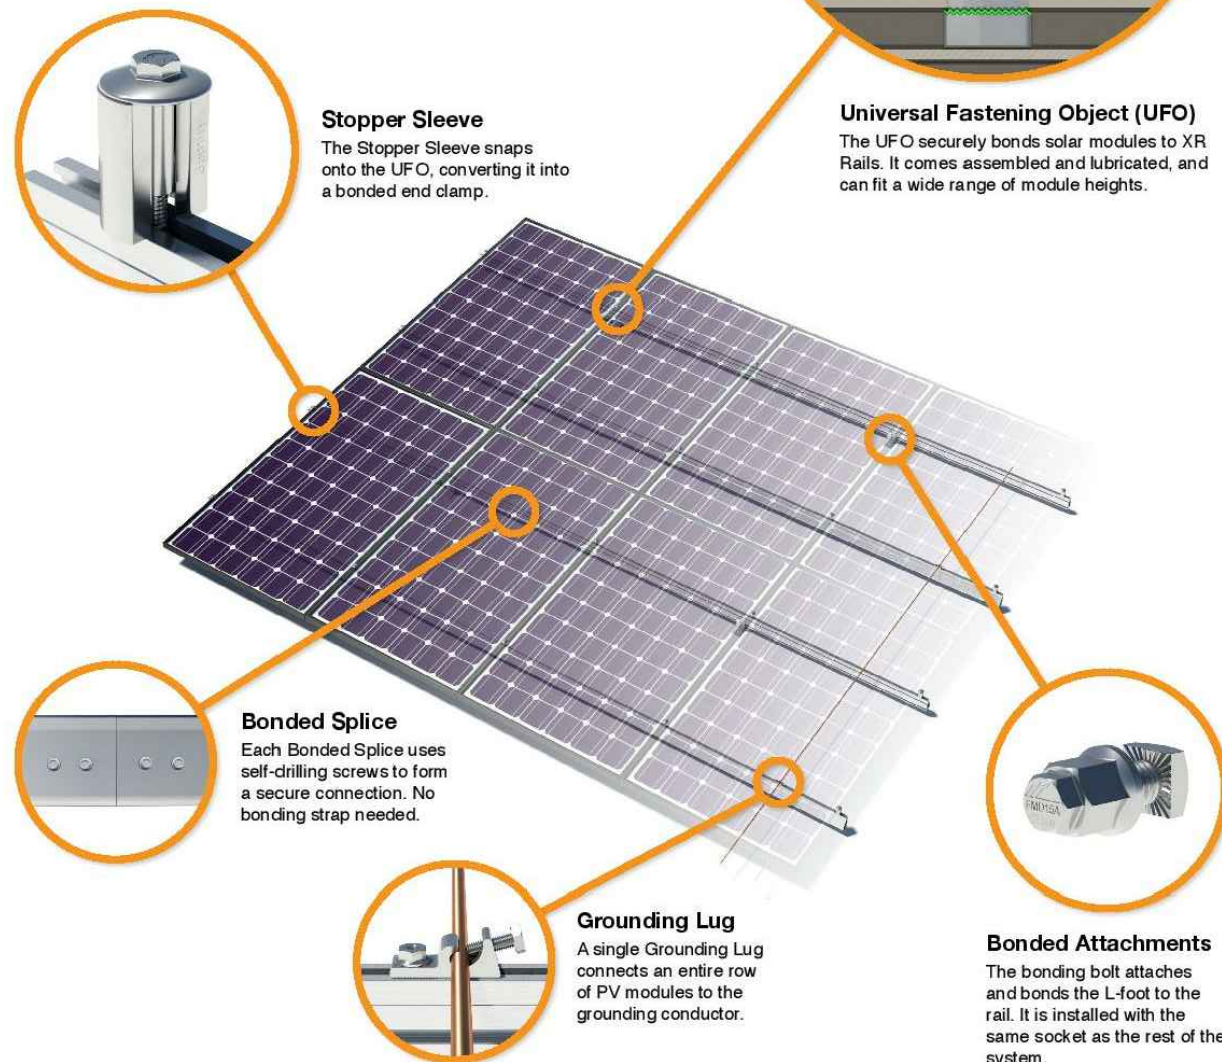 Stopper Sleeve
The Stopper Sleeve snaps
onto the UFO, converting it into
a bonded end clamp.
Universal Fastening Object (UFO)
The UFO securely bonds solar modules to XR
Rails. It comes assembled and lubricated, and
can fit a wide range of module heights.
Bonded Splice
Each Bonded Splice uses
self-drilling screws to form
a secure connection. No
bonding strap needed.
Grounding Lug
A single Grounding Lug
connects an entire row
of PV modules to the
grounding conductor.
Bonded Attachments
The bonding bolt attaches
and bonds the L-foot to the
rail. It is installed with the
same socket as the rest of the
system.